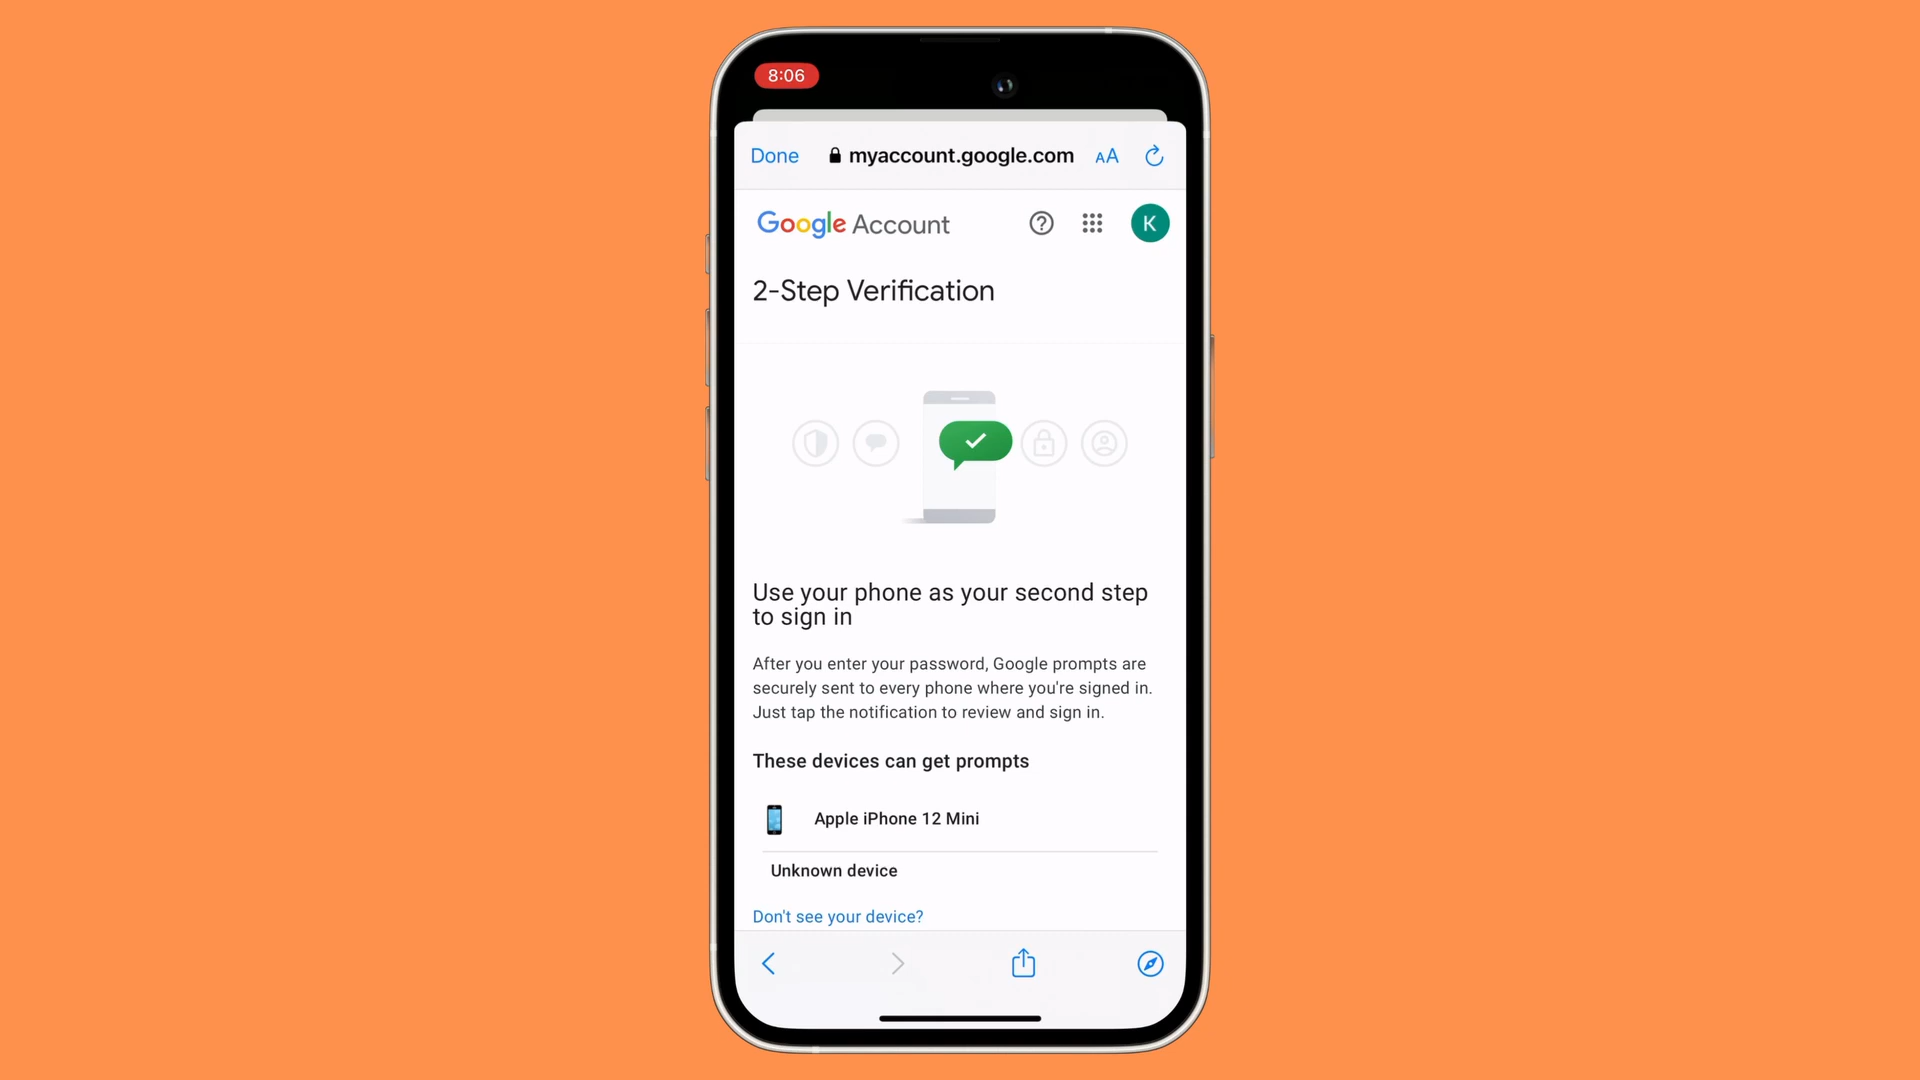 8:06
Done myaccount.google.com AA
Google Account K
2-Step Verification
Use your phone as your second step
to sign in
After you enter your password, Google prompts are
securely sent to every phone where you're signed in.
Just tap the notification to review and sign in.
These devices can get prompts
Apple iPhone 12 Mini
Unknown device
Don't see your device?